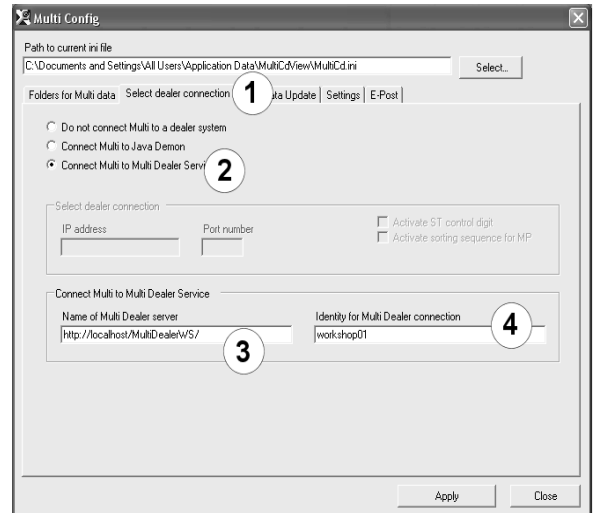 Multi Config
Path to current ini file
C:\Documents and Settings\All Users\Application Data\MultiCdView\MultiCd.ini
Select...
Folders for Multi data Select dealer connection 1 ata Update Settings E-Post
Do not connect Multi to a dealer system
Connect Multi to Java Demon
Connect Multi to Multi Dealer Servi 2
Select dealer connection
IP address Port number Activate ST control digit
Activate sorting sequence for MP
Connect Multi to Multi Dealer Service
Name of Multi Dealer server Identity for Multi Dealer connection 4
http://localhost/MultiDealerWS/ workshop01
3
Apply Close